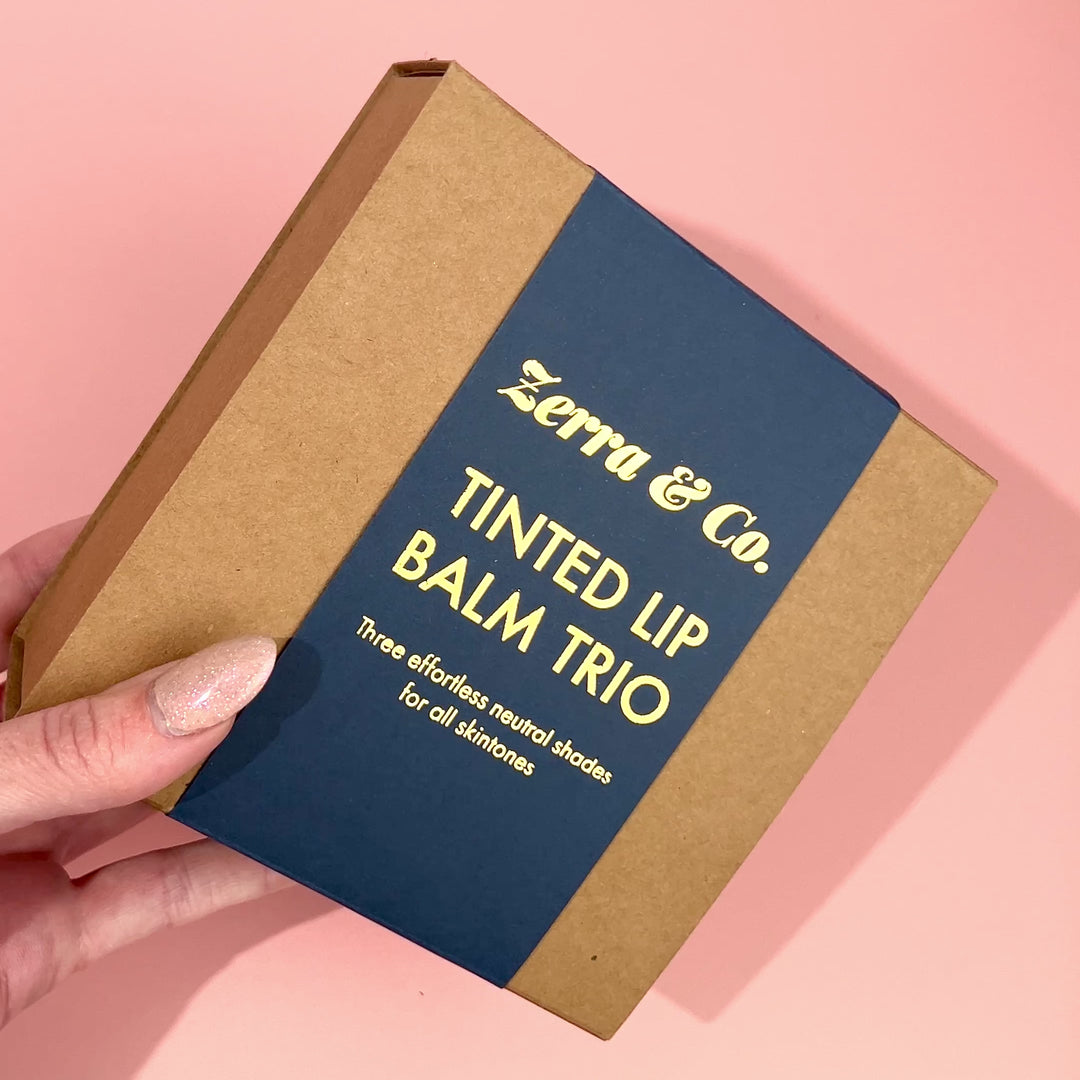 Zerra & Co.
TINTED LIP
BALM TRIO
Three effortless neutral shades
for all skintones